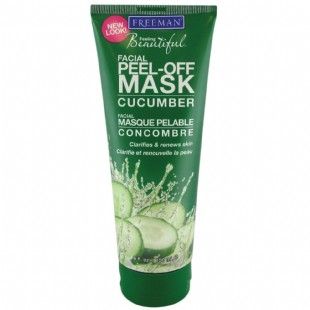 NEW
LOOK!
FREEMAN
Feeling
Beautiful
FACIAL
PEEL-OFF
MASK
CUCUMBER
FACIAL
MASQUE PELABLE
CONCOMBRE
Clarifies & renews skin
Clarifie et renouvelle la peau